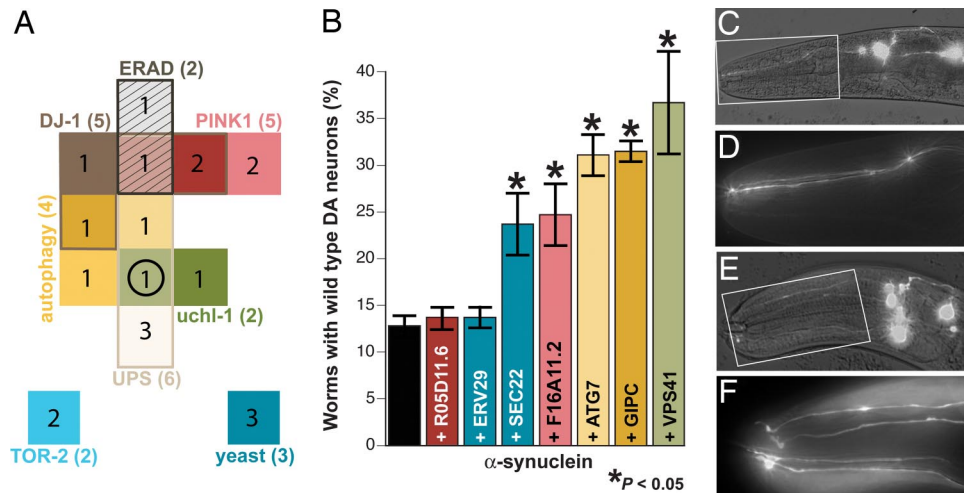 A
ERAD (2)
1
DJ-1 (5)
PINK1 (5)
1
1
2
2
autophagy (4)
1
1
1
1
1
uchl-1 (2)
3
UPS (6)
2
3
TOR-2 (2)
yeast (3)
B
Worms with wild type DA neurons (%)
40
35
30
25
20
15
10
5
0
*
*
*
*
*
+ R05D11.6
+ ERV29
+ SEC22
+ F16A11.2
+ ATG7
+ GIPC
+ VPS41
α-synuclein
*P < 0.05
C
D
E
F